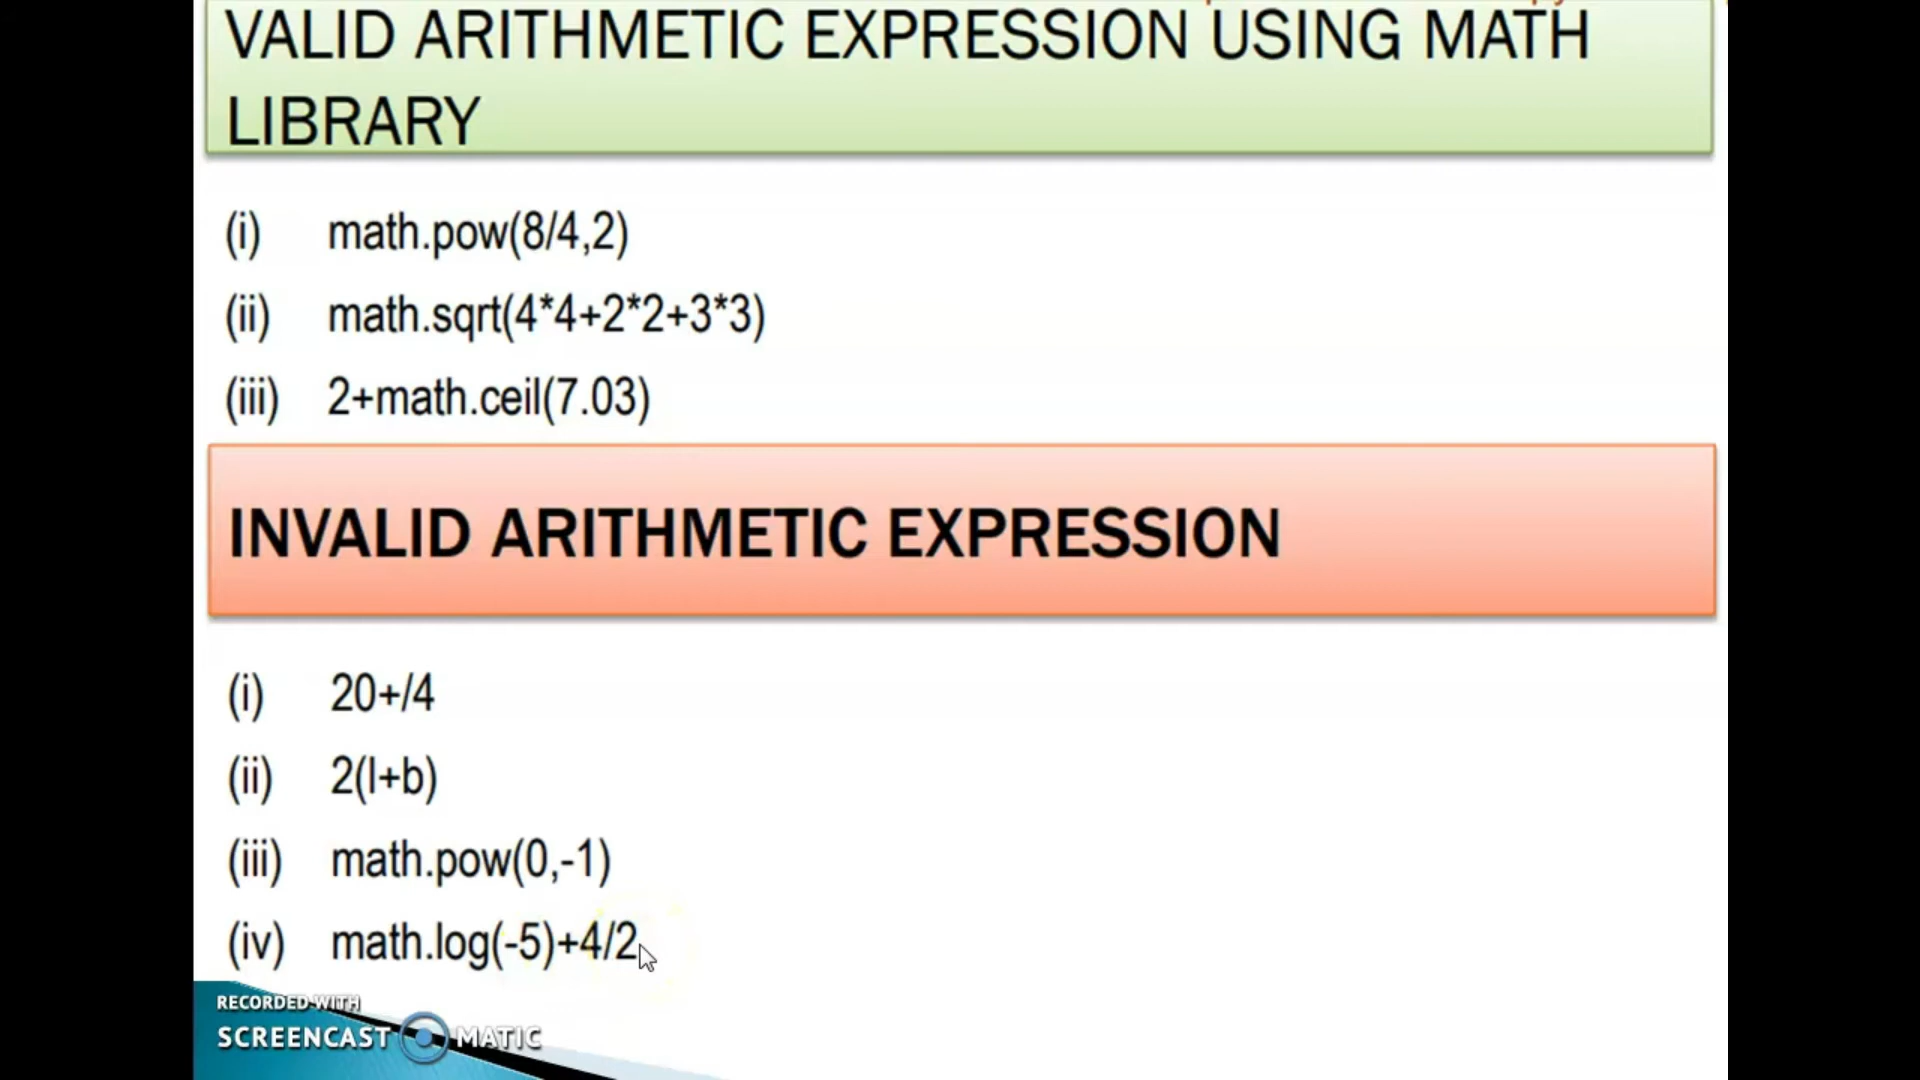 VALID ARITHMETIC EXPRESSION USING MATH
LIBRARY
(i) math.pow(8/4,2)
(ii) math.sqrt(4*4+2*2+3*3)
(iii) 2+math.ceil(7.03)
INVALID ARITHMETIC EXPRESSION
(i) 20+/4
(ii) 2(l+b)
(iii) math.pow(0,-1)
(iv) math.log(-5)+4/2
RECORDED WITH
SCREENCAST MATIC